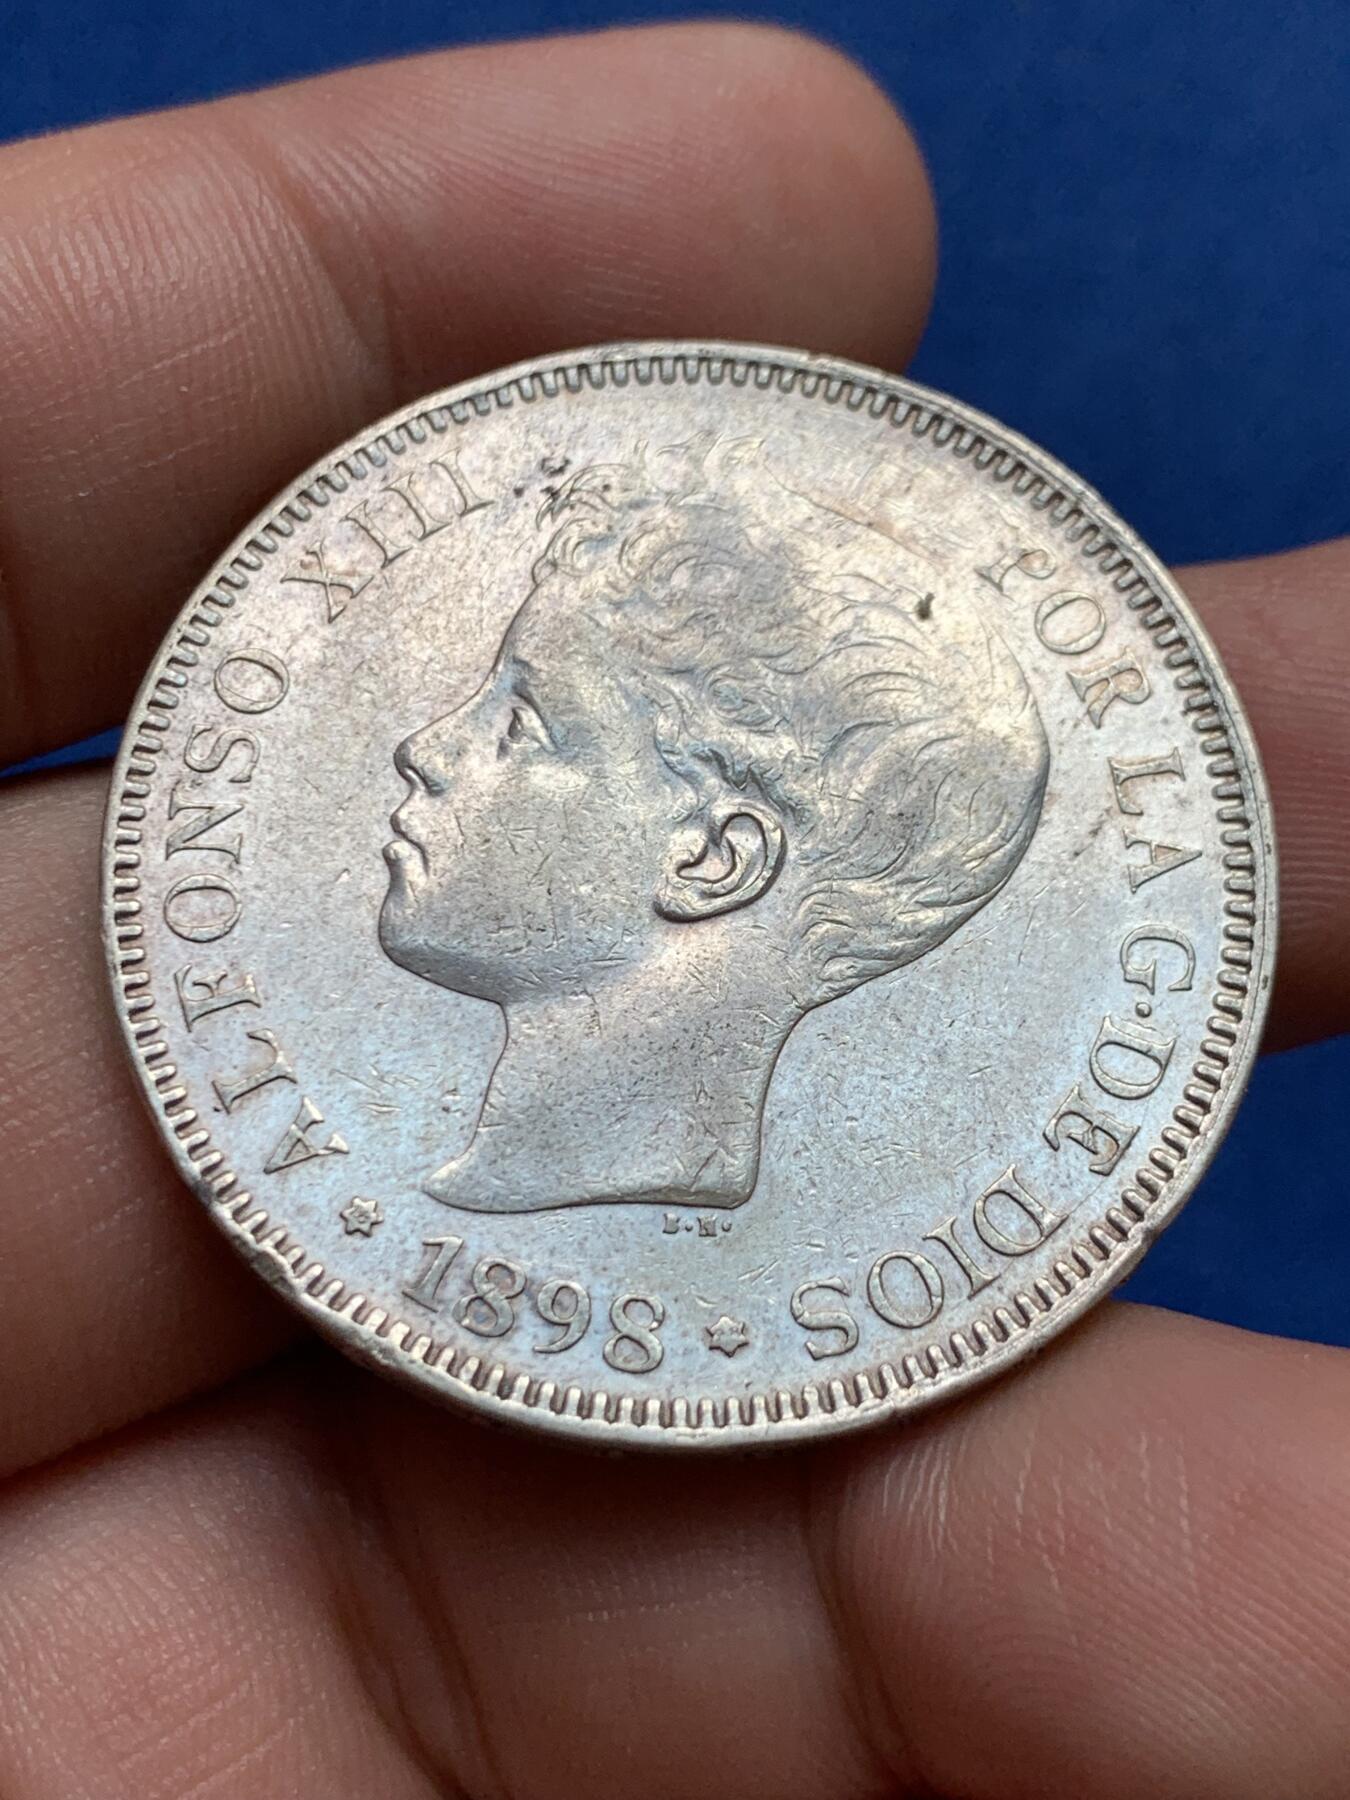 ALFONSO XIII POR LA G·DE DIOS
* 1898 *
B·M·